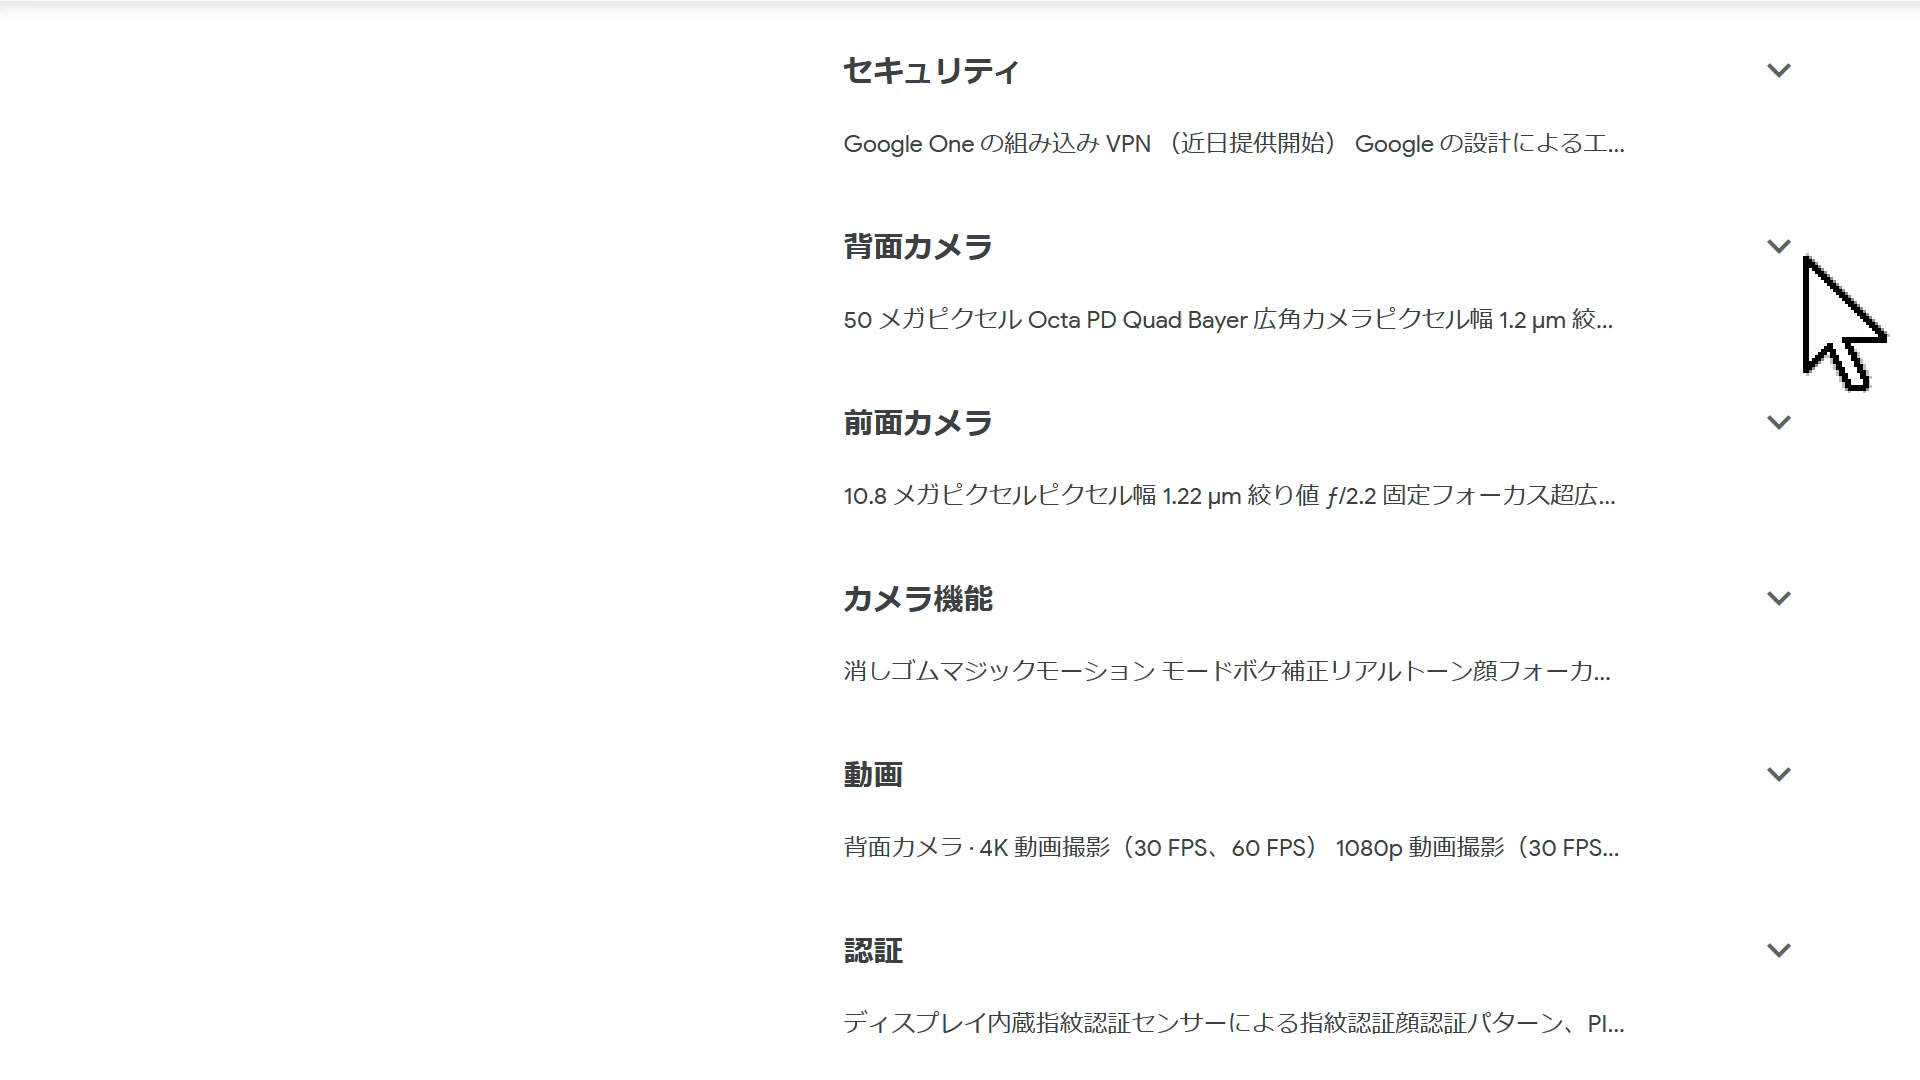 セキュリティ
Google One の組み込み VPN （近日提供開始） Google の設計によるエ...
背面カメラ
50 メガピクセル Octa PD Quad Bayer 広角カメラピクセル幅 1.2 μm 絞...
前面カメラ
10.8 メガピクセルピクセル幅 1.22 μm 絞り値 ƒ/2.2 固定フォーカス超広...
カメラ機能
消しゴムマジックモーション モードボケ補正リアルトーン顔フォーカ...
動画
背面カメラ · 4K 動画撮影（30 FPS、60 FPS） 1080p 動画撮影（30 FPS...
認証
ディスプレイ内蔵指紋認証センサーによる指紋認証顔認証パターン、PI...